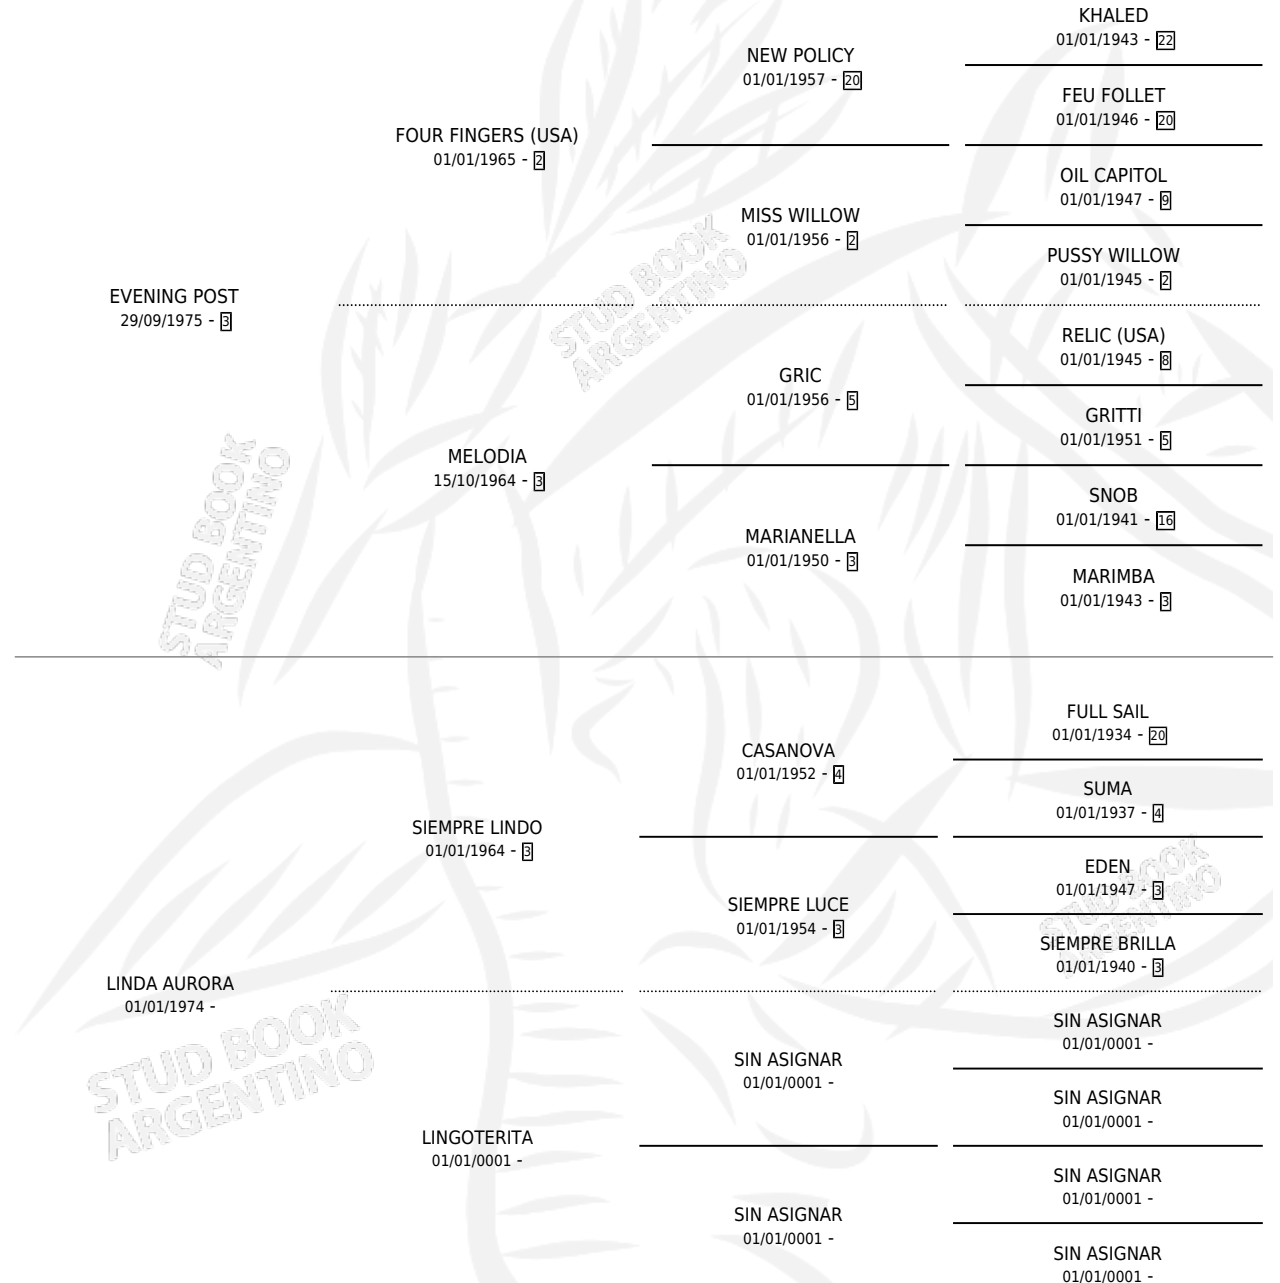 KHALED
01/01/1943 - 22
NEW POLICY
01/01/1957 - 20
FEU FOLLET
01/01/1946 - 20
FOUR FINGERS (USA)
01/01/1965 - 2
OIL CAPITOL
01/01/1947 - 9
MISS WILLOW
01/01/1956 - 2
PUSSY WILLOW
01/01/1945 - 2
EVENING POST
29/09/1975 - 3
RELIC (USA)
01/01/1945 - 8
GRIC
01/01/1956 - 5
GRITTI
01/01/1951 - 5
MELODIA
15/10/1964 - 3
SNOB
01/01/1941 - 16
MARIANELLA
01/01/1950 - 3
MARIMBA
01/01/1943 - 3
FULL SAIL
01/01/1934 - 20
CASANOVA
01/01/1952 - 4
SUMA
01/01/1937 - 4
SIEMPRE LINDO
01/01/1964 - 3
EDEN
01/01/1947 - 3
SIEMPRE LUCE
01/01/1954 - 3
SIEMPRE BRILLA
01/01/1940 - 3
LINDA AURORA
01/01/1974 -
SIN ASIGNAR
01/01/0001 -
SIN ASIGNAR
01/01/0001 -
SIN ASIGNAR
01/01/0001 -
LINGOTERITA
01/01/0001 -
SIN ASIGNAR
01/01/0001 -
SIN ASIGNAR
01/01/0001 -
SIN ASIGNAR
01/01/0001 -
STUD BOOK
ARGENTINO
STUD BOOK
ARGENTINO
STUD BOOK
ARGENTINO
STUD BOOK
ARGENTINO